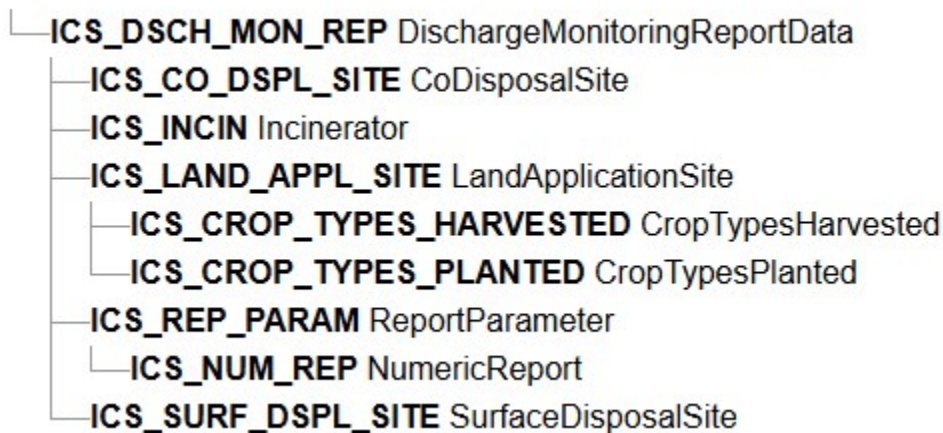 ICS_DSCH_MON_REP DischargeMonitoringReportData
ICS_CO_DSPL_SITE CoDisposalSite
ICS_INCIN Incinerator
ICS_LAND_APPL_SITE LandApplicationSite
ICS_CROP_TYPES_HARVESTED CropTypesHarvested
ICS_CROP_TYPES_PLANTED CropTypesPlanted
ICS_REP_PARAM ReportParameter
ICS_NUM_REP NumericReport
ICS_SURF_DSPL_SITE SurfaceDisposalSite